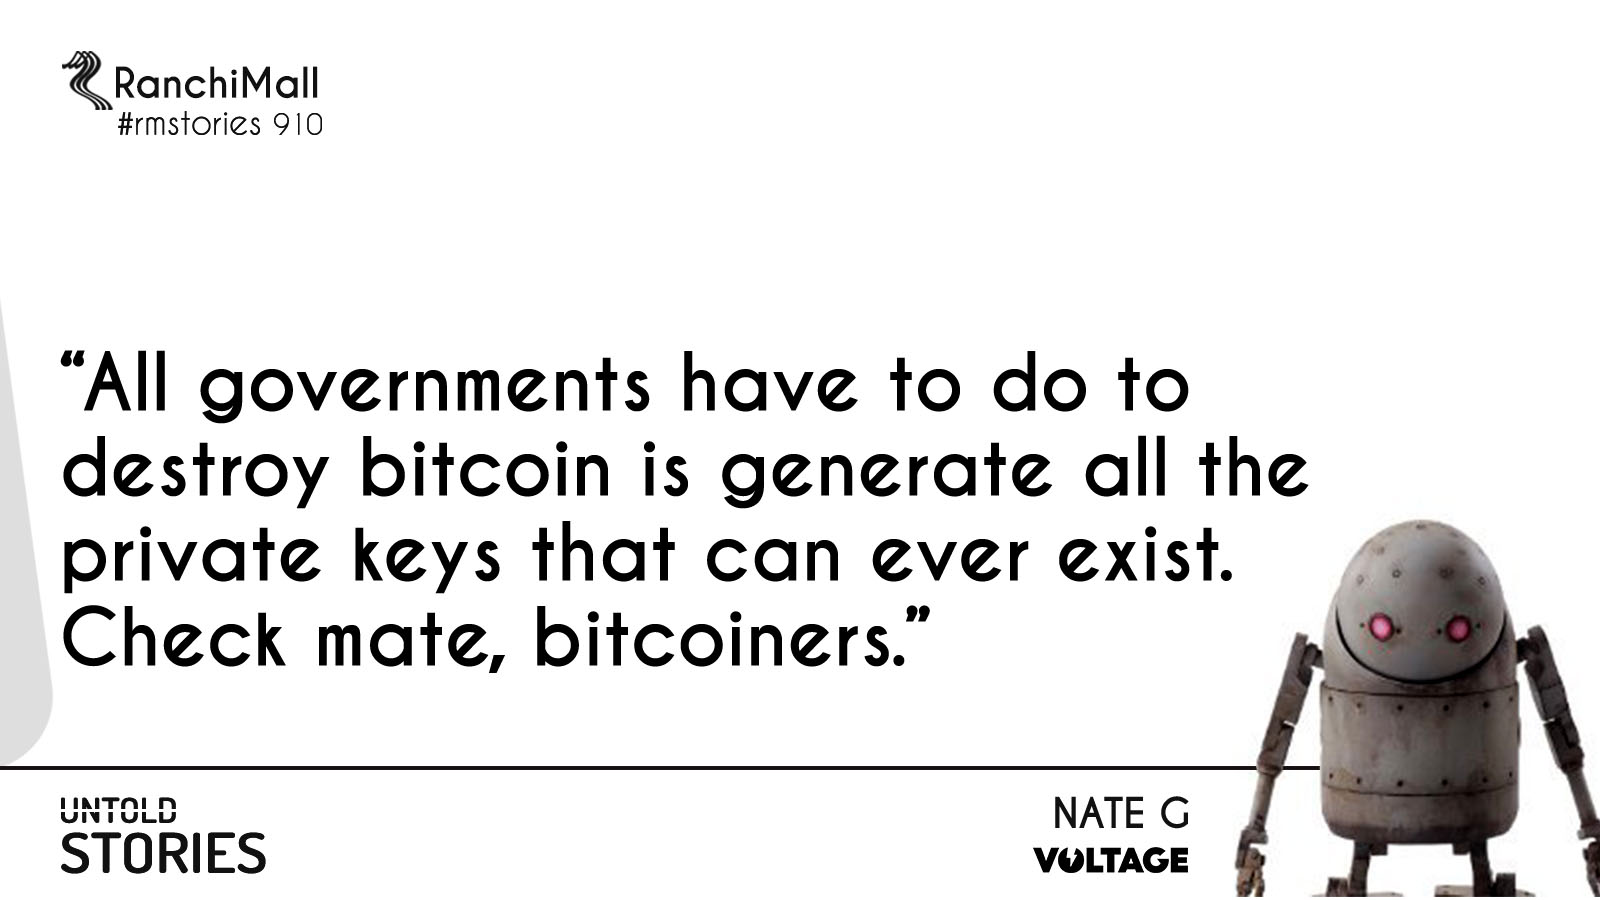 RanchiMall
#rmstories 910
“All governments have to do to
destroy bitcoin is generate all the
private keys that can ever exist.
Check mate, bitcoiners.”
UNTOLD
STORIES
NATE G
VOLTAGE